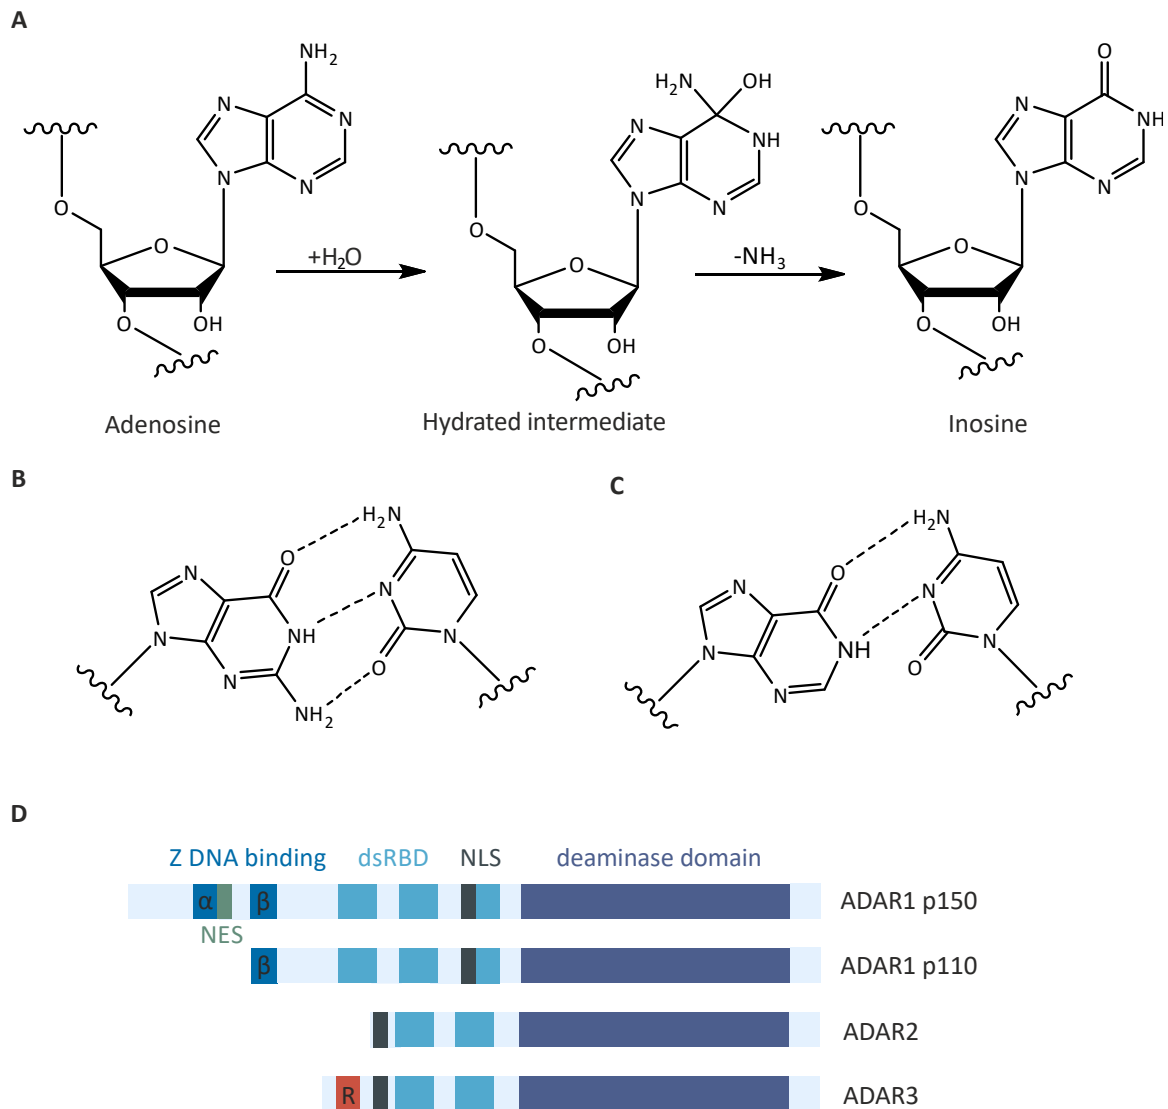 A
NH2
N
N
N
N
O
O
OH
O
Adenosine
+H2O
H2N
OH
N
NH
N
N
O
O
OH
O
Hydrated intermediate
-NH3
O
N
NH
N
N
O
O
OH
O
Inosine
B
H2N
O
N
N
NH
N
N
O
N
NH2
C
H2N
O
N
N
NH
N
N
O
N
D
Z DNA binding dsRBD NLS deaminase domain
α β ADAR1 p150
NES
β ADAR1 p110
ADAR2
R ADAR3